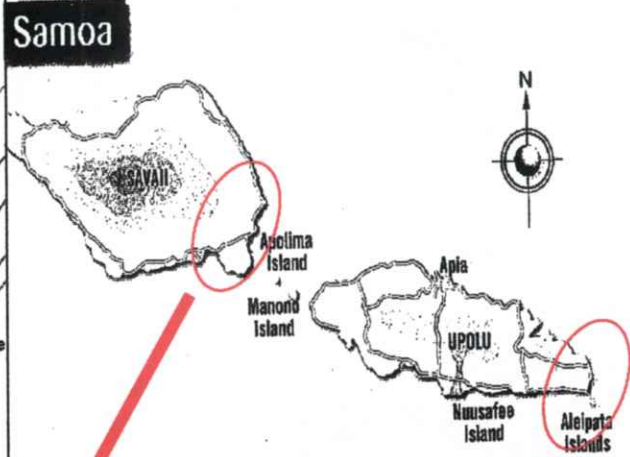 Samoa
N
SAVAII
Apolima
Island
Manono
Island
Apia
UPOLU
Nuusafee
Island
Aleipata
Islands